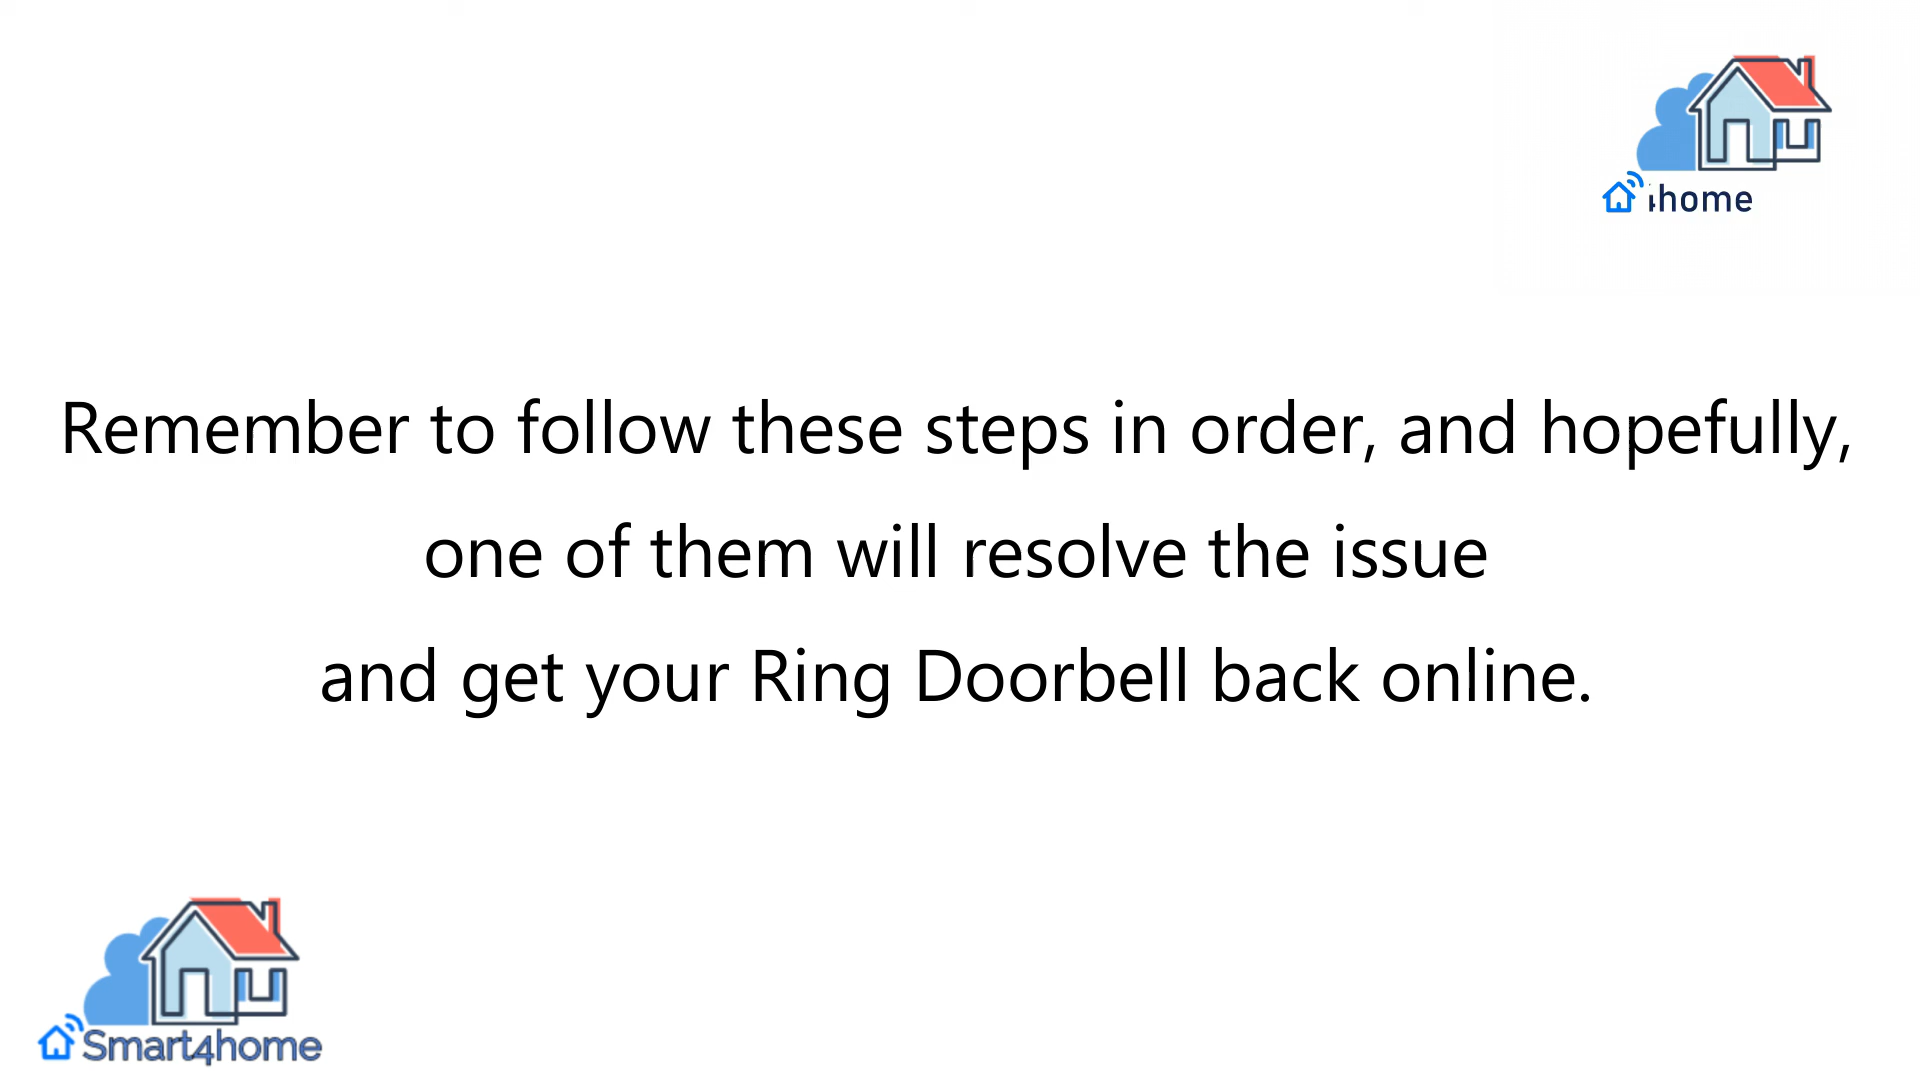 home
Remember to follow these steps in order, and hopefully,
one of them will resolve the issue
and get your Ring Doorbell back online.
Smart4home